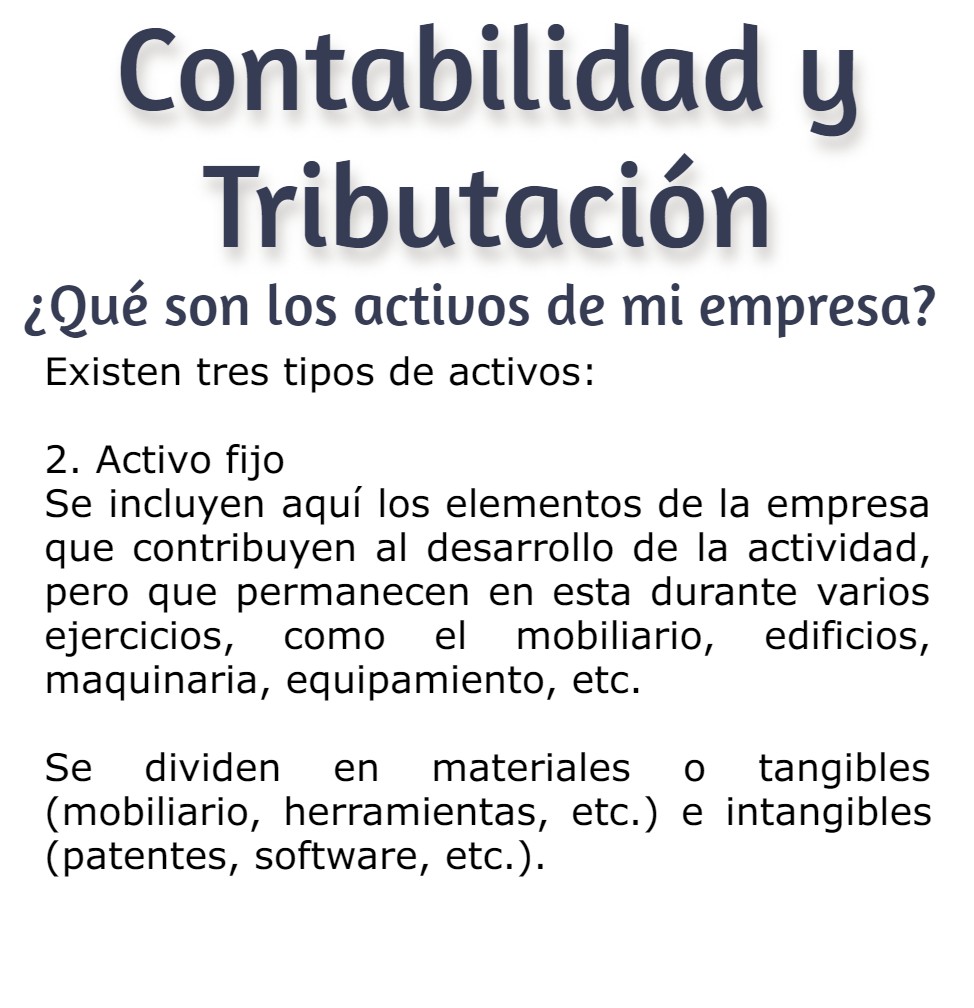 Contabilidad y
Tributación
¿Qué son los activos de mi empresa?
Existen tres tipos de activos:
2. Activo fijo
Se incluyen aquí los elementos de la empresa
que contribuyen al desarrollo de la actividad,
pero que permanecen en esta durante varios
ejercicios, como el mobiliario, edificios,
maquinaria, equipamiento, etc.
Se dividen en materiales o tangibles
(mobiliario, herramientas, etc.) e intangibles
(patentes, software, etc.).